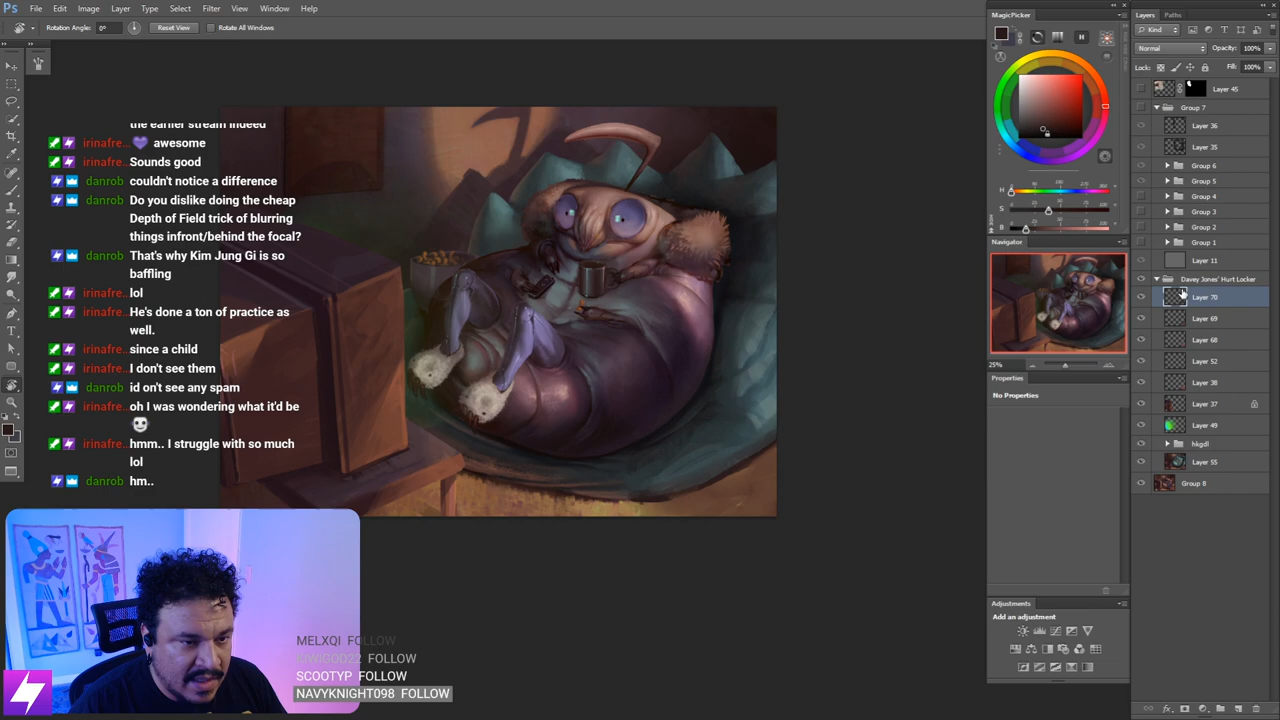 Ps File Edit Image Layer Type Select Filter View Window Help
Rotation Angle: 0° Reset View Rotate All Windows
MagicPicker
H
H
S
B
Navigator
25%
Properties
No Properties
Adjustments
Add an adjustment
Layers Paths
Kind
Normal Opacity: 100%
Lock: Fill: 100%
Layer 45
Group 7
Layer 36
Layer 35
Group 6
Group 5
Group 4
Group 3
Group 2
Group 1
Layer 11
Davey Jones' Hurt Locker
Layer 70
Layer 69
Layer 68
Layer 52
Layer 38
Layer 37
Layer 49
hkgdl
Layer 55
Group 8
the earlier stream indeed
irinafre... 💜 awesome
irinafre... Sounds good
danrob couldn't notice a difference
danrob Do you dislike doing the cheap
Depth of Field trick of blurring
things infront/behind the focal?
danrob That's why Kim Jung Gi is so
baffling
irinafre... lol
irinafre... He's done a ton of practice as
well.
irinafre... since a child
irinafre... I don't see them
danrob id on't see any spam
irinafre... oh I was wondering what it'd be
💀
irinafre... hmm.. I struggle with so much
lol
danrob hm..
MELXQI FOLLOW
KIWIGOD22 FOLLOW
SCOOTYP FOLLOW
NAVYKNIGHT098 FOLLOW